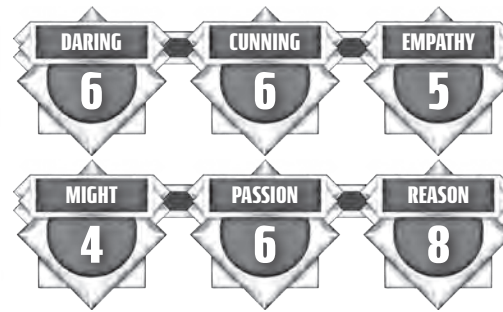 DARING CUNNING EMPATHY
6 6 5
MIGHT PASSION REASON
4 6 8